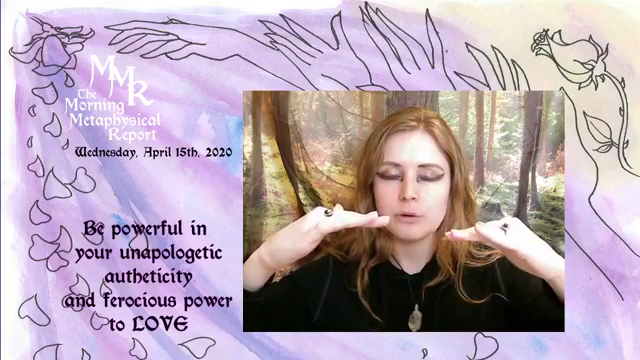 MMR
The
Morning
Metaphysical
Report
Wednesday, April 15th, 2020
Be powerful in
your unapologetic
autheticity
and ferocious power
to LOVE